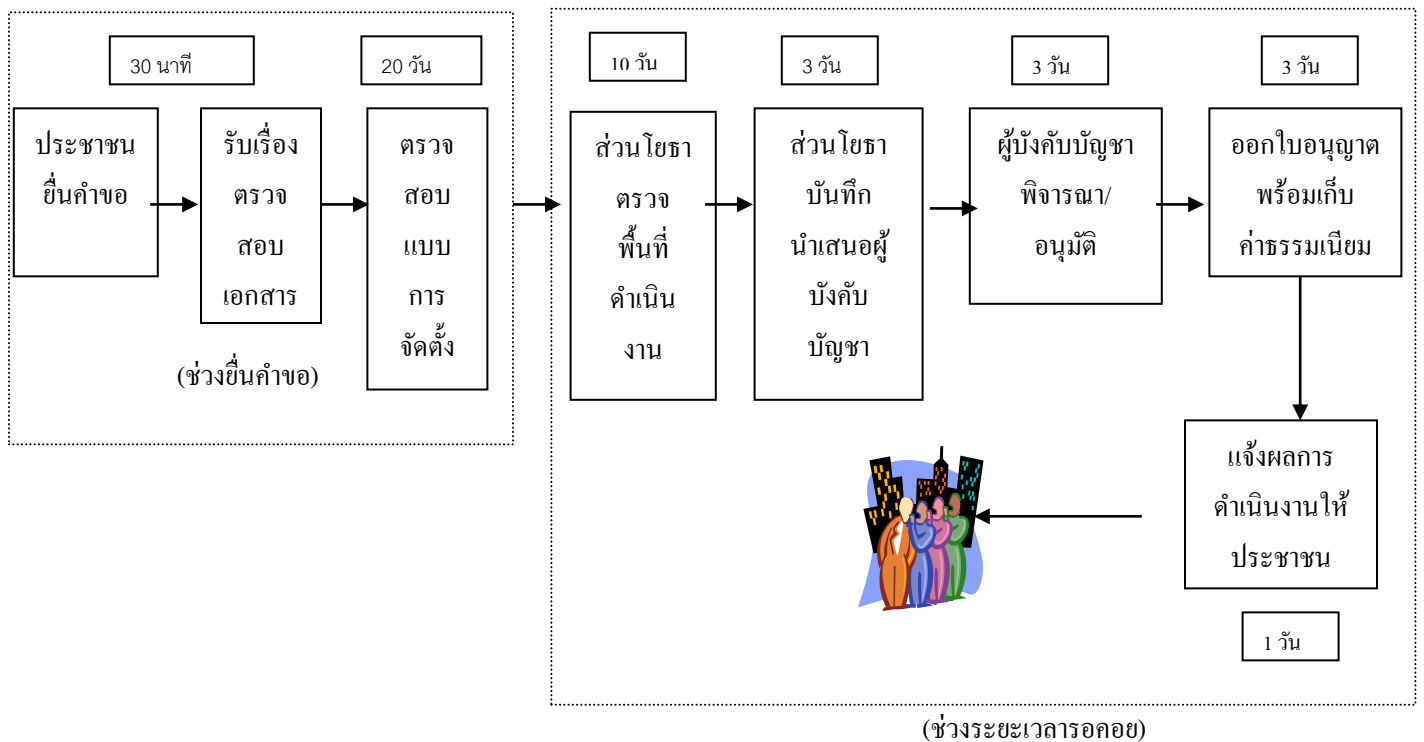 30 นาที
20 วัน
10 วัน
3 วัน
3 วัน
3 วัน
ประชาชน
ยื่นคำขอ
รับเรื่อง
ตรวจ
สอบ
เอกสาร
ตรวจ
สอบ
แบบ
การ
จัดตั้ง
(ช่วงยื่นคำขอ)
ส่วนโยธา
ตรวจ
พื้นที่
ดำเนิน
งาน
ส่วนโยธา
บันทึก
นำเสนอผู้
บังคับ
บัญชา
ผู้บังคับบัญชา
พิจารณา/
อนุมัติ
ออกใบอนุญาต
พร้อมเก็บ
ค่าธรรมเนียม
แจ้งผลการ
ดำเนินงานให้
ประชาชน
1 วัน
(ช่วงระยะเวลารอคอย)